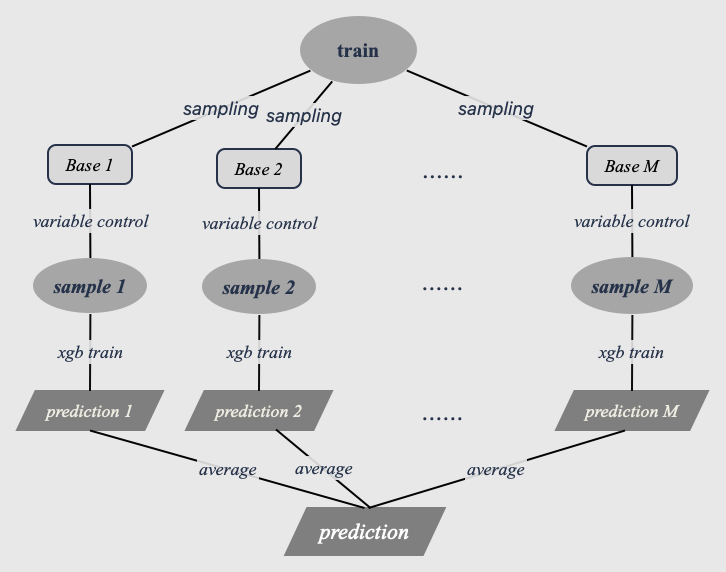 train
sampling
sampling
sampling
Base 1
Base 2
......
Base M
variable control
variable control
variable control
sample 1
sample 2
......
sample M
xgb train
xgb train
xgb train
prediction 1
prediction 2
......
prediction M
average
average
average
prediction